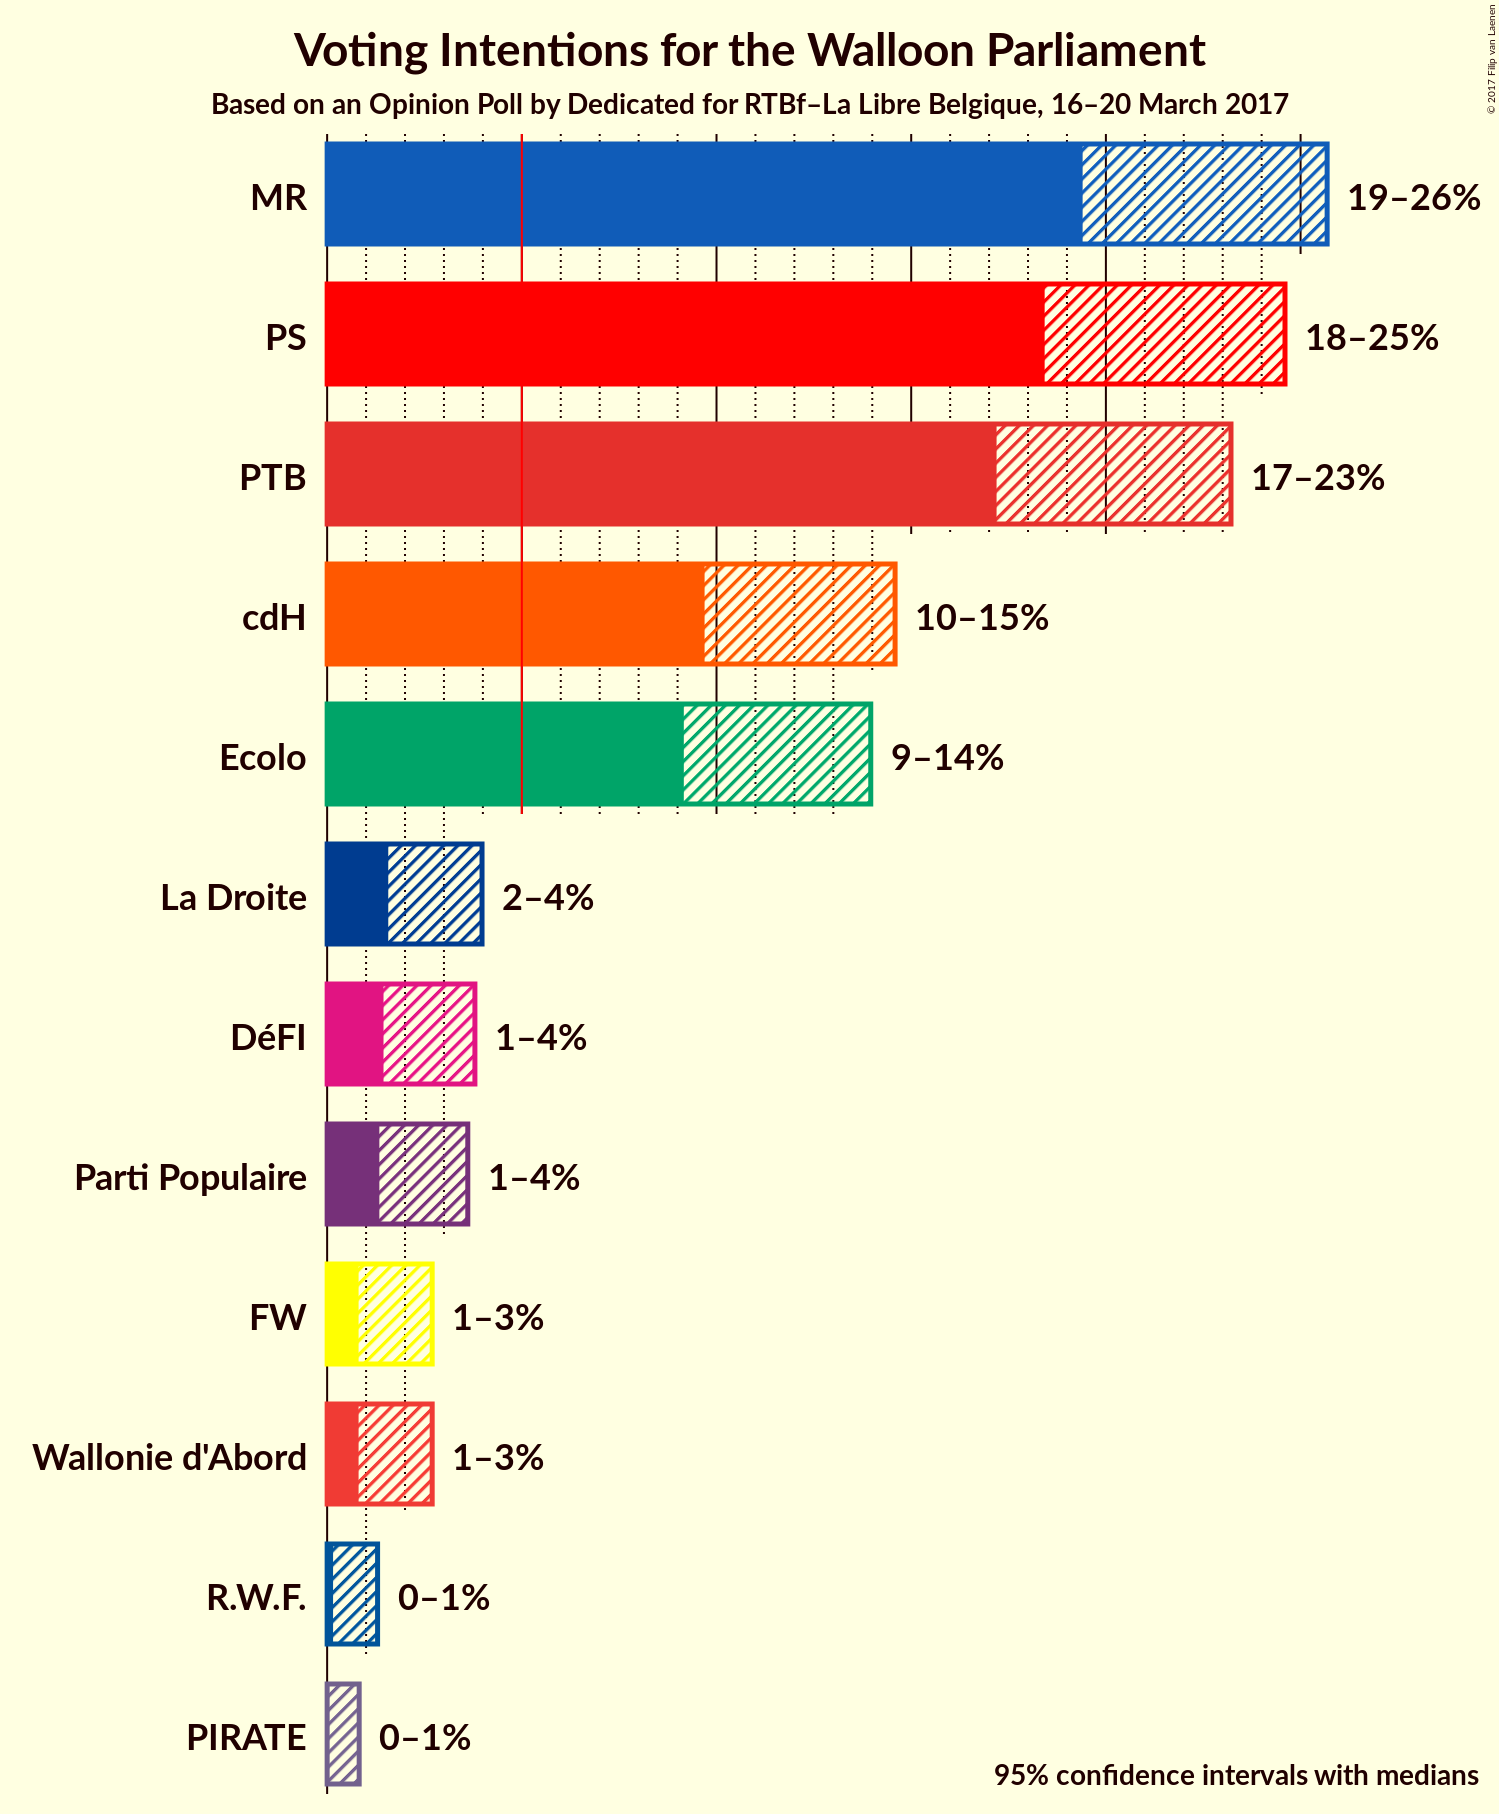 Voting Intentions for the Walloon Parliament
Based on an Opinion Poll by Dedicated for RTBf–La Libre Belgique, 16–20 March 2017
© 2017 Filip van Laenen
MR 19–26%
PS 18–25%
PTB 17–23%
cdH 10–15%
Ecolo 9–14%
La Droite 2–4%
DéFI 1–4%
Parti Populaire 1–4%
FW 1–3%
Wallonie d'Abord 1–3%
R.W.F. 0–1%
PIRATE 0–1%
95% confidence intervals with medians